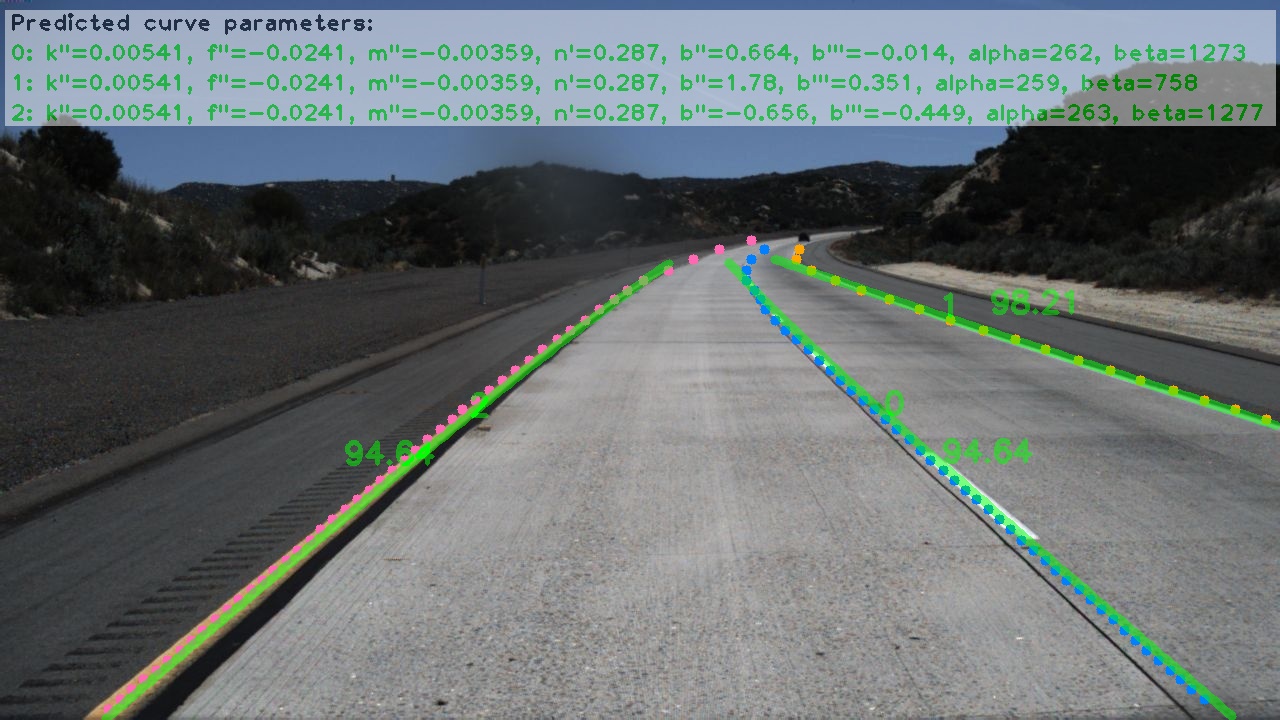 Predicted curve parameters:
0: k''=0.00541, f''=-0.0241, m''=-0.00359, n'=0.287, b''=0.664, b'''=-0.014, alpha=262, beta=1273
1: k''=0.00541, f''=-0.0241, m''=-0.00359, n'=0.287, b''=1.78, b'''=0.351, alpha=259, beta=758
2: k''=0.00541, f''=-0.0241, m''=-0.00359, n'=0.287, b''=-0.656, b'''=-0.449, alpha=263, beta=1277
1 98.21
2
0
94.64
94.64